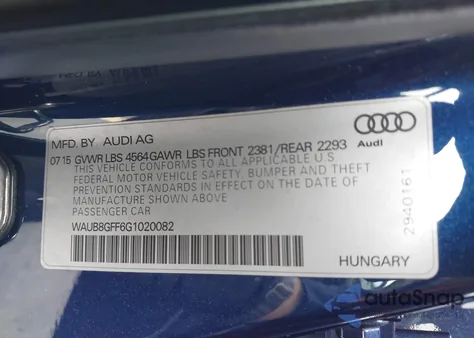 MFD. BY AUDI AG
Audi
0715 GVWR LBS 4564 GAWR LBS FRONT 2381/REAR 2293
THIS VEHICLE CONFORMS TO ALL APPLICABLE U.S.
FEDERAL MOTOR VEHICLE SAFETY, BUMPER AND THEFT
PREVENTION STANDARDS IN EFFECT ON THE DATE OF
MANUFACTURE SHOWN ABOVE
PASSENGER CAR
WAUB8GFF6G1020082
2940161
HUNGARY
autoSnap